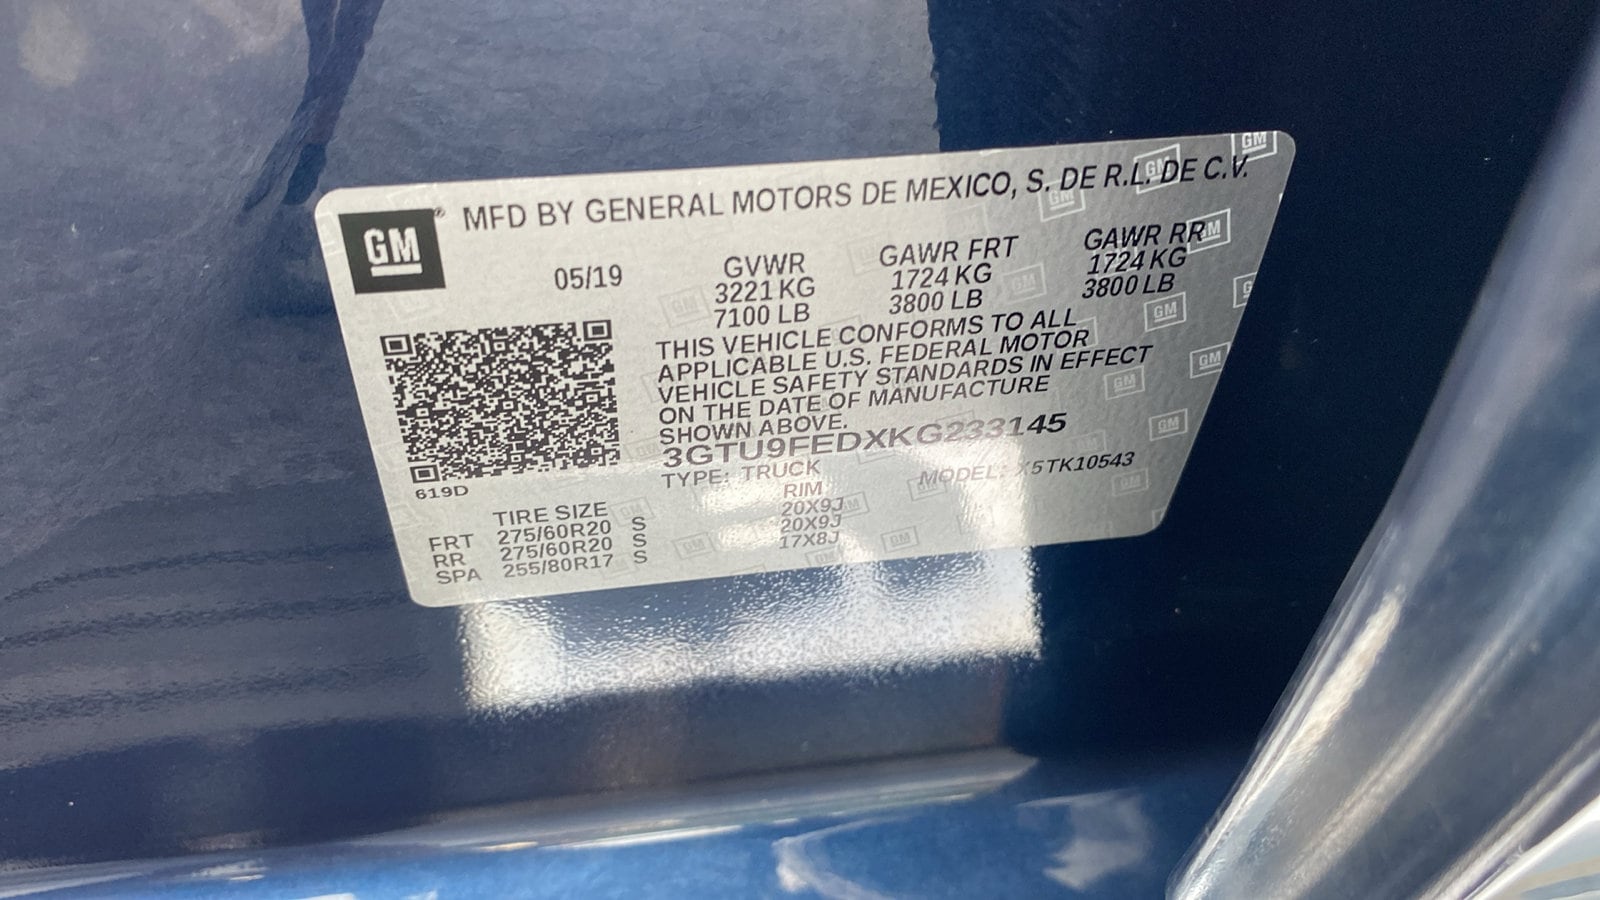 GM® MFD BY GENERAL MOTORS DE MEXICO, S. DE R.L. DE C.V.
05/19 GVWR GAWR FRT GAWR RR
3221 KG 1724 KG 1724 KG
7100 LB 3800 LB 3800 LB
THIS VEHICLE CONFORMS TO ALL
APPLICABLE U.S. FEDERAL MOTOR
VEHICLE SAFETY STANDARDS IN EFFECT
ON THE DATE OF MANUFACTURE
SHOWN ABOVE.
3GTU9FEDXKG233145
TYPE: TRUCK MODEL: X5TK10543
619D
TIRE SIZE RIM
FRT 275/60R20 S 20X9J
RR 275/60R20 S 20X9J
SPA 255/80R17 S 17X8J